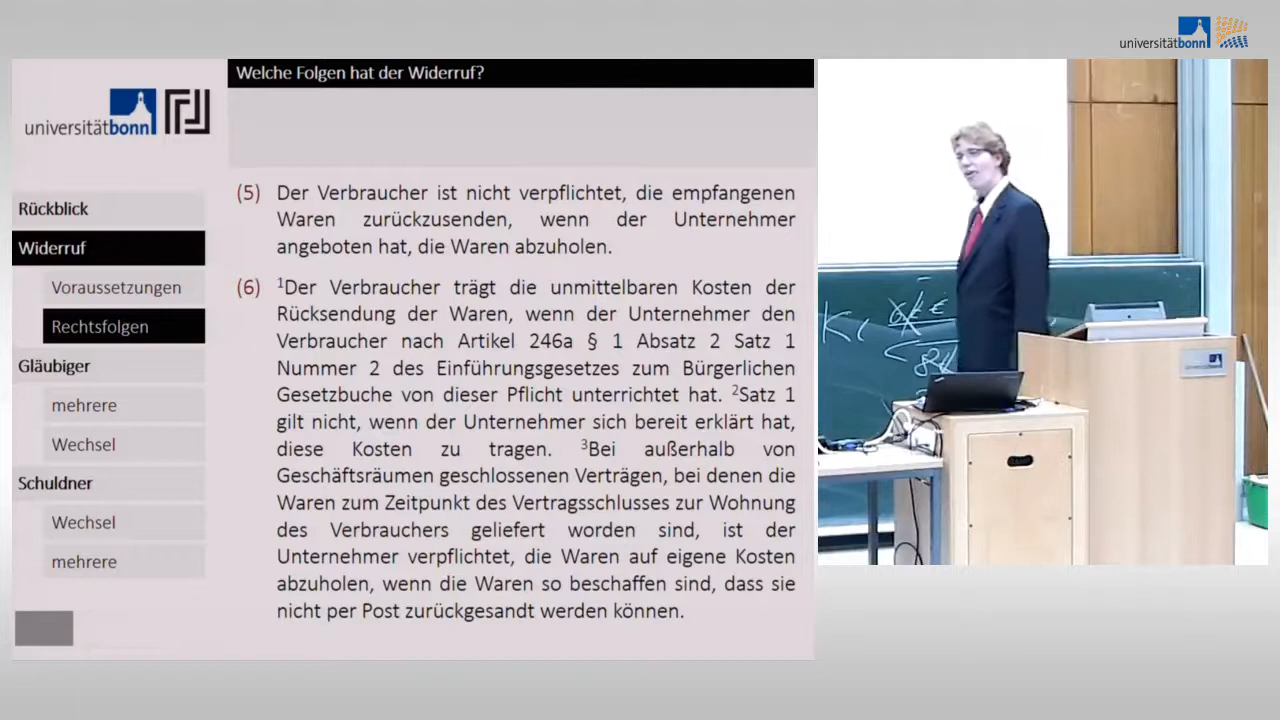 universitätbonn
Welche Folgen hat der Widerruf?
universitätbonn
Rückblick
Widerruf
Voraussetzungen
Rechtsfolgen
Gläubiger
mehrere
Wechsel
Schuldner
Wechsel
mehrere
(5) Der Verbraucher ist nicht verpflichtet, die empfangenen
Waren zurückzusenden, wenn der Unternehmer
angeboten hat, die Waren abzuholen.
(6) ¹Der Verbraucher trägt die unmittelbaren Kosten der
Rücksendung der Waren, wenn der Unternehmer den
Verbraucher nach Artikel 246a § 1 Absatz 2 Satz 1
Nummer 2 des Einführungsgesetzes zum Bürgerlichen
Gesetzbuche von dieser Pflicht unterrichtet hat. ²Satz 1
gilt nicht, wenn der Unternehmer sich bereit erklärt hat,
diese Kosten zu tragen. ³Bei außerhalb von
Geschäftsräumen geschlossenen Verträgen, bei denen die
Waren zum Zeitpunkt des Vertragsschlusses zur Wohnung
des Verbrauchers geliefert worden sind, ist der
Unternehmer verpflichtet, die Waren auf eigene Kosten
abzuholen, wenn die Waren so beschaffen sind, dass sie
nicht per Post zurückgesandt werden können.